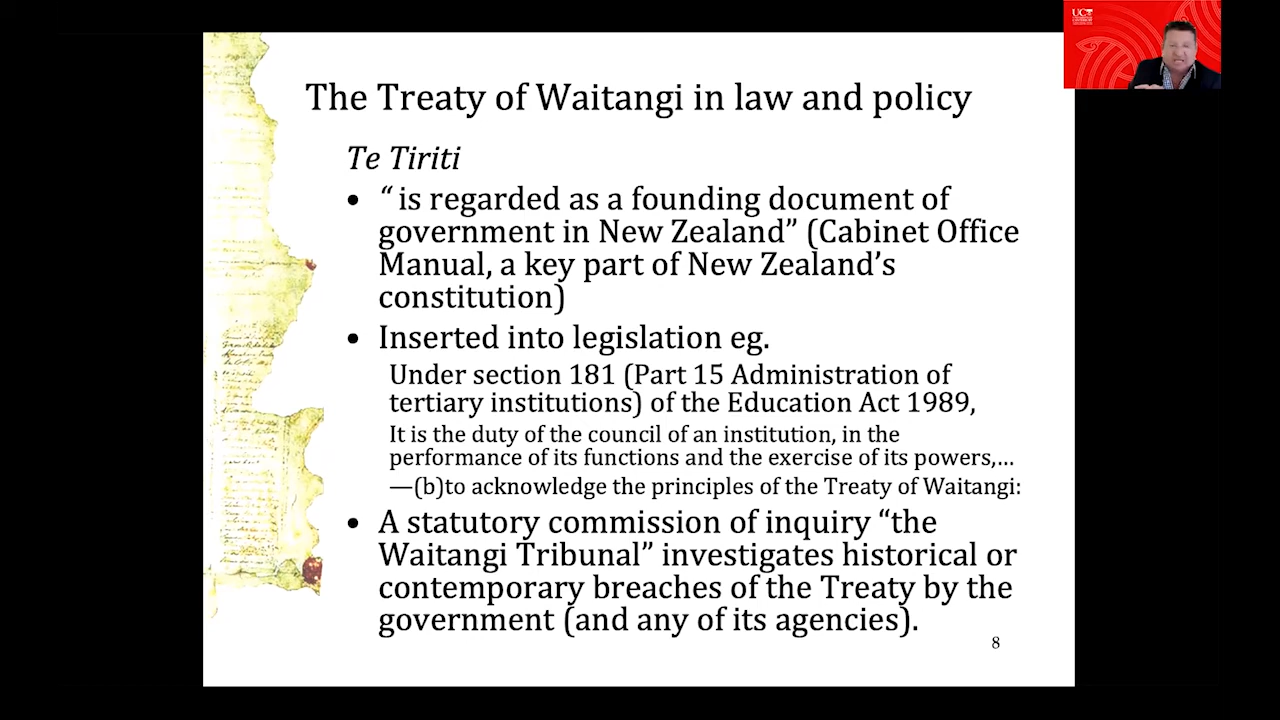 UC
The Treaty of Waitangi in law and policy
Te Tiriti
• “ is regarded as a founding document of
government in New Zealand” (Cabinet Office
Manual, a key part of New Zealand’s
constitution)
• Inserted into legislation eg.
Under section 181 (Part 15 Administration of
tertiary institutions) of the Education Act 1989,
It is the duty of the council of an institution, in the
performance of its functions and the exercise of its powers,…
—(b)to acknowledge the principles of the Treaty of Waitangi:
• A statutory commission of inquiry “the
Waitangi Tribunal” investigates historical or
contemporary breaches of the Treaty by the
government (and any of its agencies).
8